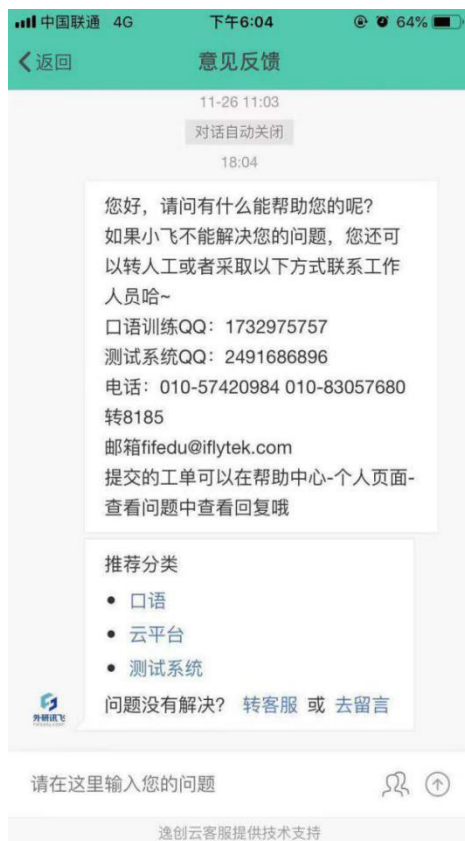 中国联通 4G 下午6:04 64%
返回 意见反馈
11-26 11:03
对话自动关闭
18:04
您好，请问有什么能帮助您的呢？
如果小飞不能解决您的问题，您还可
以转人工或者采取以下方式联系工作
人员哈~
口语训练QQ：1732975757
测试系统QQ：2491686896
电话：010-57420984 010-83057680
转8185
邮箱fifedu@iflytek.com
提交的工单可以在帮助中心-个人页面-
查看问题中查看回复哦
推荐分类
口语
云平台
测试系统
问题没有解决？ 转客服 或 去留言
外研讯飞
请在这里输入您的问题
逸创云客服提供技术支持